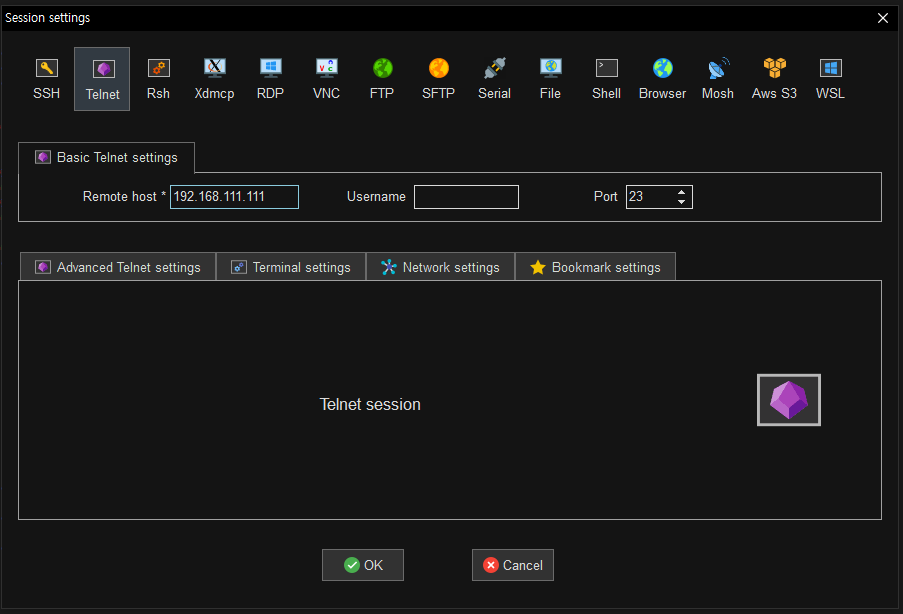 Session settings
SSH Telnet Rsh Xdmcp RDP VNC FTP SFTP Serial File Shell Browser Mosh Aws S3 WSL
Basic Telnet settings
Remote host * 192.168.111.111 Username Port 23
Advanced Telnet settings Terminal settings Network settings Bookmark settings
Telnet session
OK Cancel